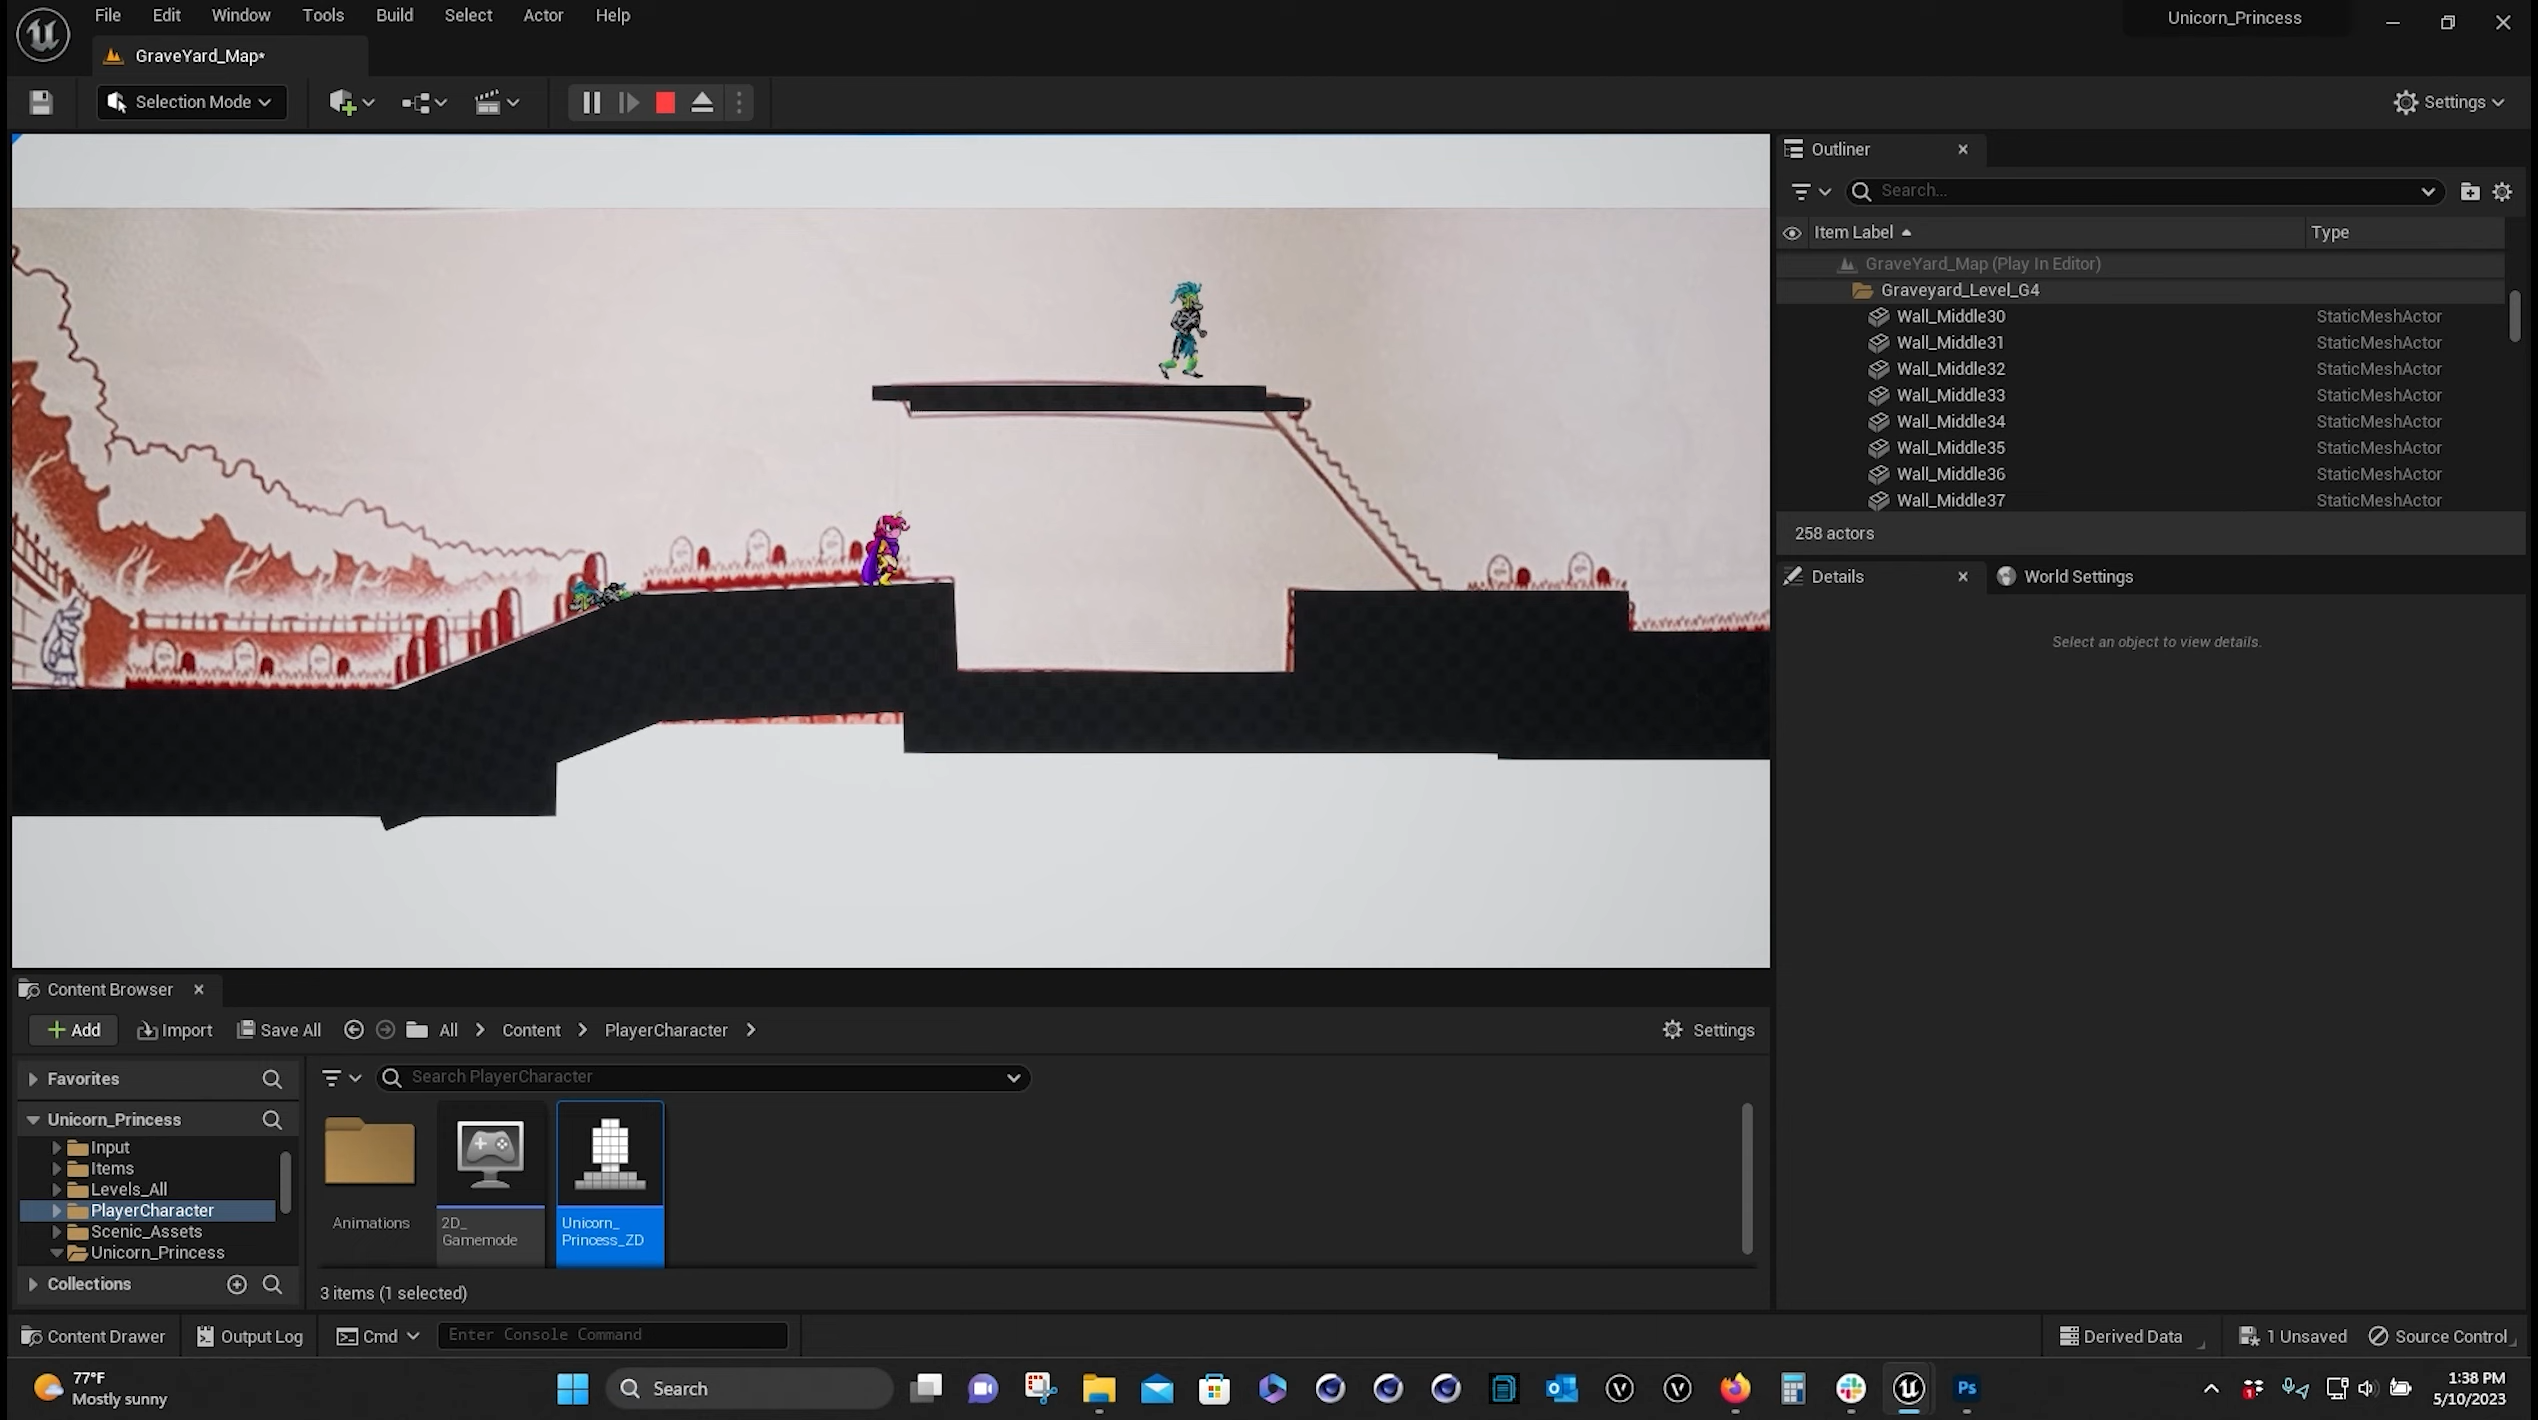 File Edit Window Tools Build Select Actor Help
Unicorn_Princess
GraveYard_Map*
Selection Mode
Settings
Outliner
Search...
Item Label
Type
GraveYard_Map (Play In Editor)
Graveyard_Level_G4
Wall_Middle30 StaticMeshActor
Wall_Middle31 StaticMeshActor
Wall_Middle32 StaticMeshActor
Wall_Middle33 StaticMeshActor
Wall_Middle34 StaticMeshActor
Wall_Middle35 StaticMeshActor
Wall_Middle36 StaticMeshActor
Wall_Middle37 StaticMeshActor
258 actors
Details
World Settings
Select an object to view details.
Content Browser
Add Import Save All All Content PlayerCharacter
Settings
Favorites
Search PlayerCharacter
Unicorn_Princess
Input
Items
Levels_All
PlayerCharacter
Scenic_Assets
Unicorn_Princess
Collections
Animations
2D_
Gamemode
Unicorn_
Princess_ZD
3 items (1 selected)
Content Drawer Output Log Cmd Enter Console Command
Derived Data 1 Unsaved Source Control
77°F
Mostly sunny
Search
Ps
1:38 PM
5/10/2023